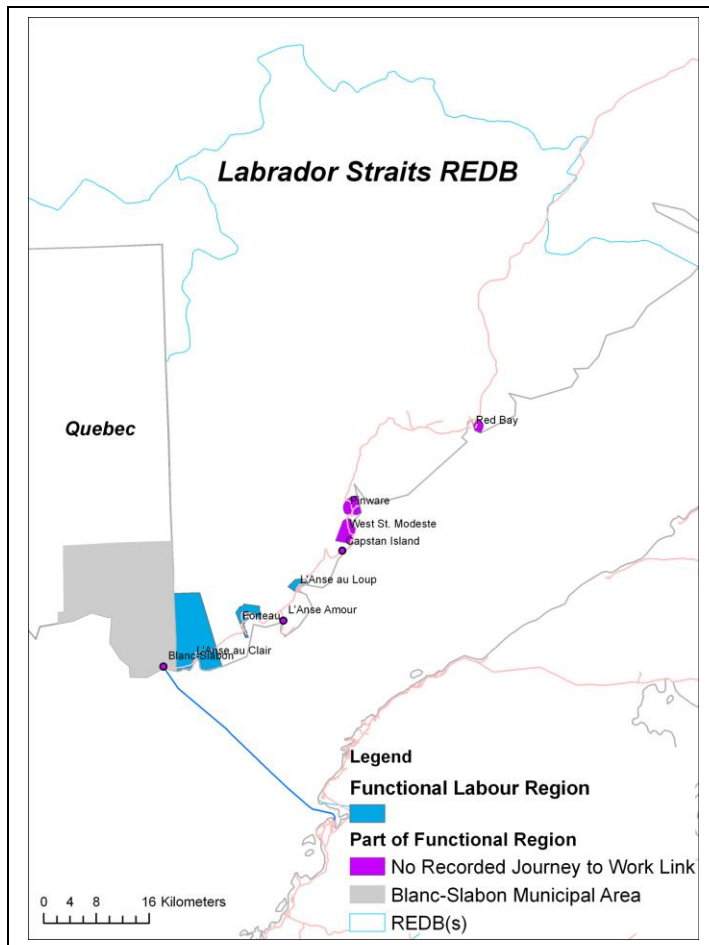 Labrador Straits REDB
Quebec
Red Bay
Pinware
West St. Modeste
Capstan Island
L'Anse au Loup
L'Anse Amour
Forteau
L'Anse au Clair
Blanc-Slabon
Legend
Functional Labour Region
Part of Functional Region
No Recorded Journey to Work Link
Blanc-Slabon Municipal Area
REDB(s)
0 4 8 16 Kilometers